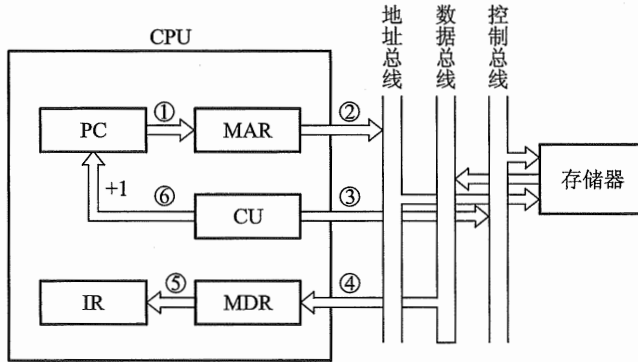 CPU
地址总线
数据总线
控制总线
PC
①
MAR
②
+1
⑥
CU
③
存储器
IR
⑤
MDR
④